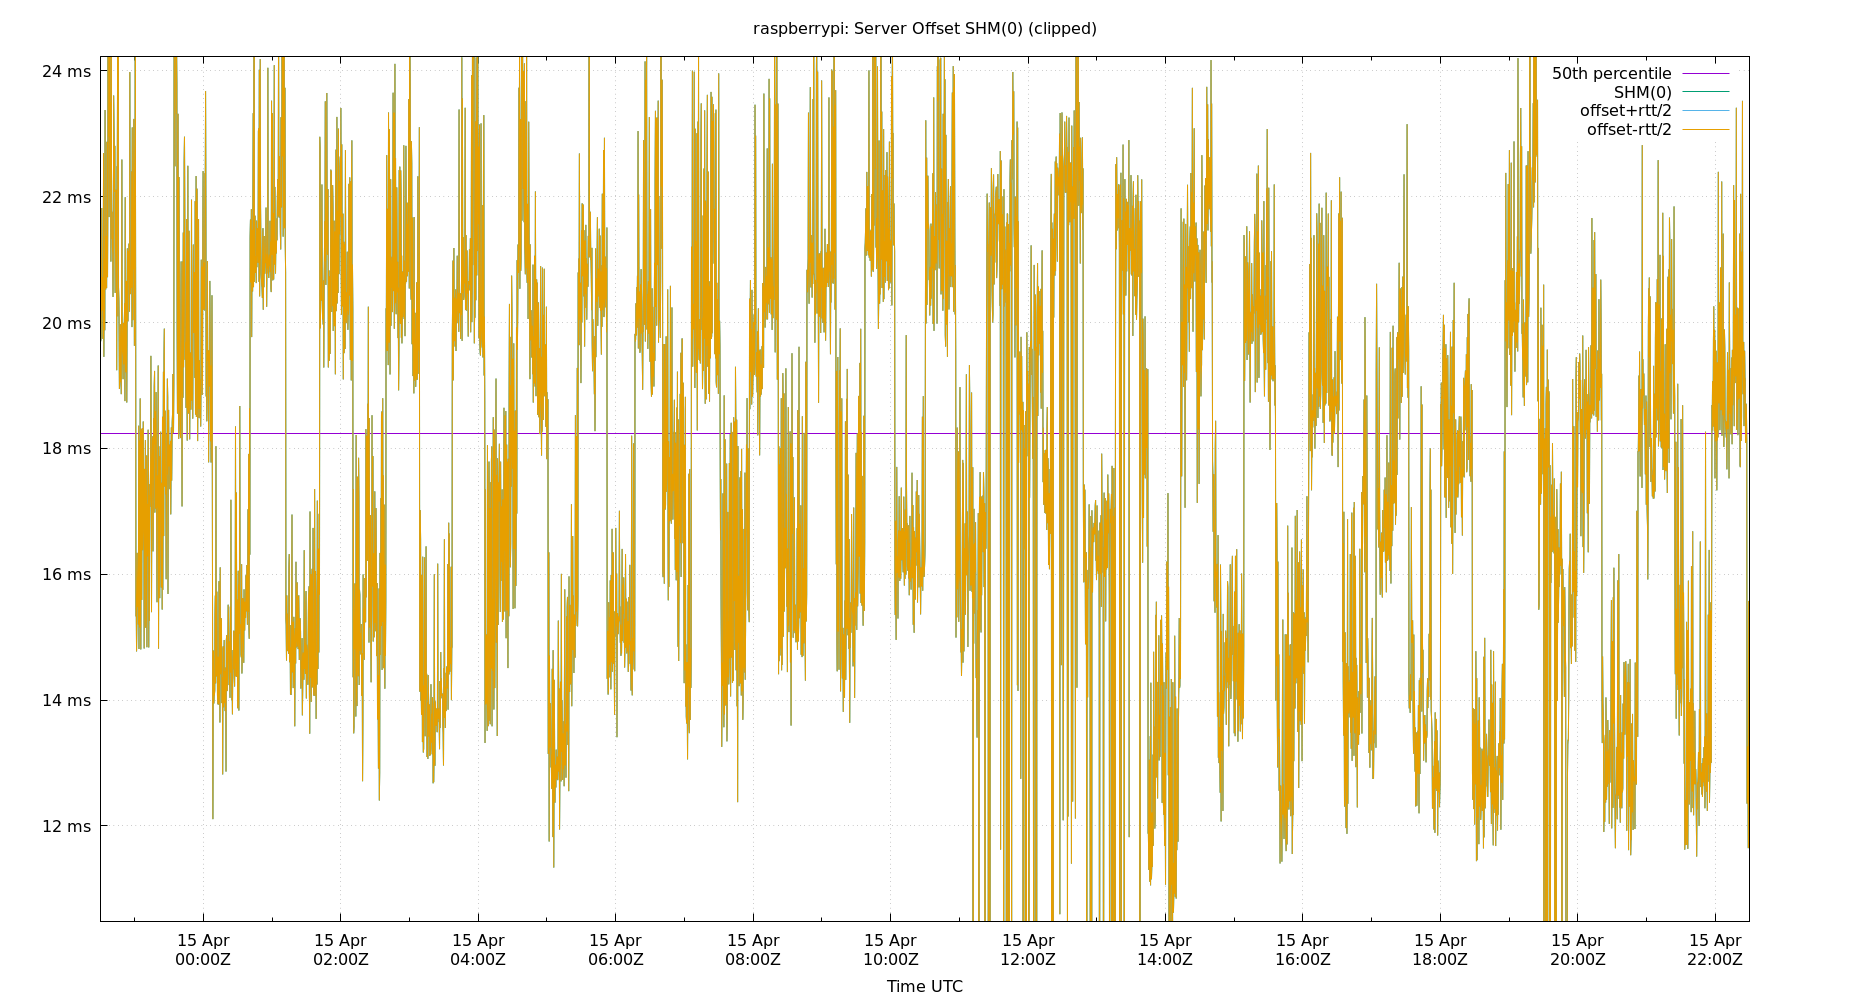 raspberrypi: Server Offset SHM(0) (clipped)
24 ms
22 ms
20 ms
18 ms
16 ms
14 ms
12 ms
50th percentile
SHM(0)
offset+rtt/2
offset-rtt/2
15 Apr 15 Apr 15 Apr 15 Apr 15 Apr 15 Apr 15 Apr 15 Apr 15 Apr 15 Apr 15 Apr 15 Apr
00:00Z 02:00Z 04:00Z 06:00Z 08:00Z 10:00Z 12:00Z 14:00Z 16:00Z 18:00Z 20:00Z 22:00Z
Time UTC